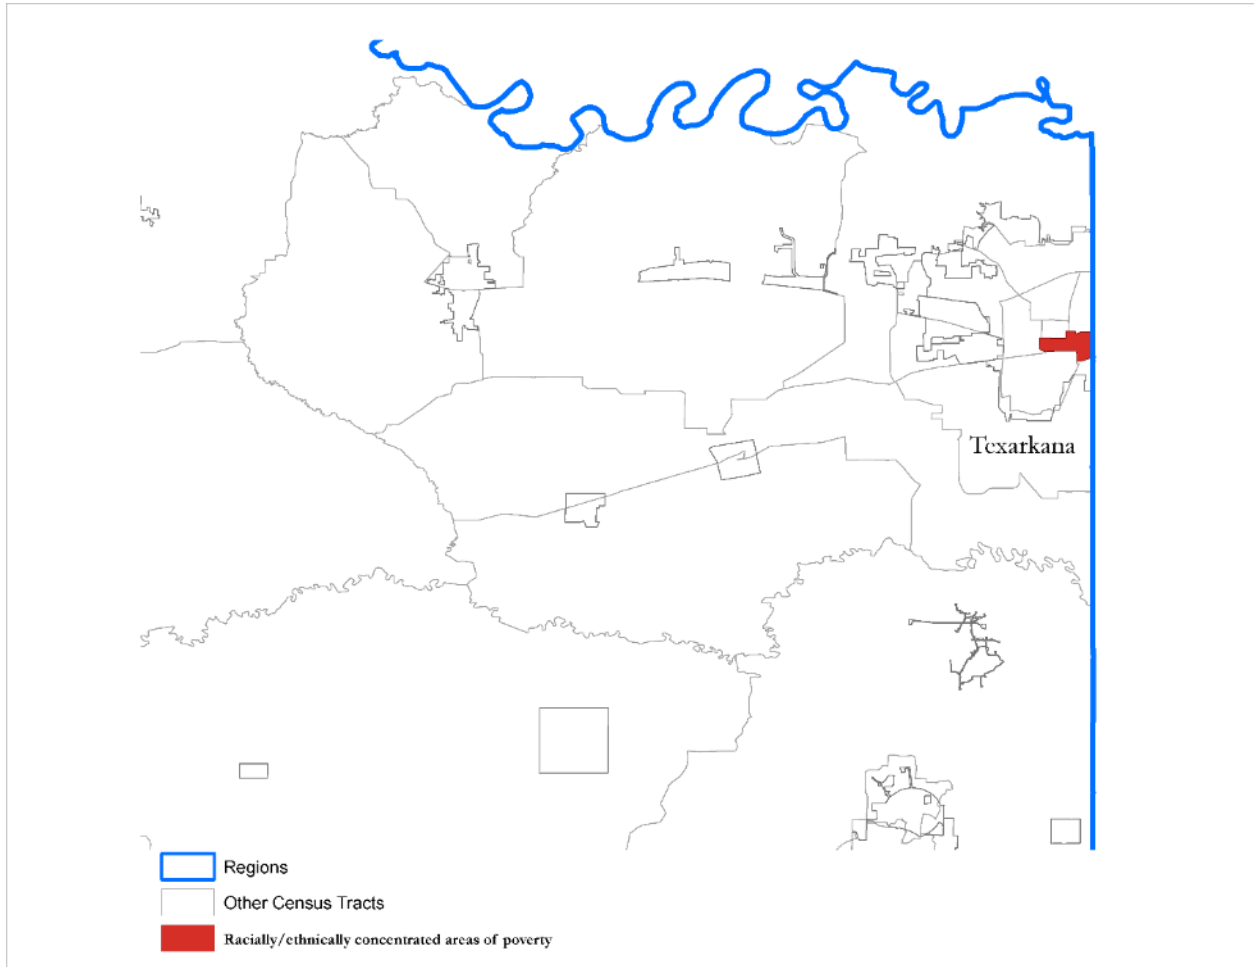 Texarkana
Regions
Other Census Tracts
Racially/ethnically concentrated areas of poverty